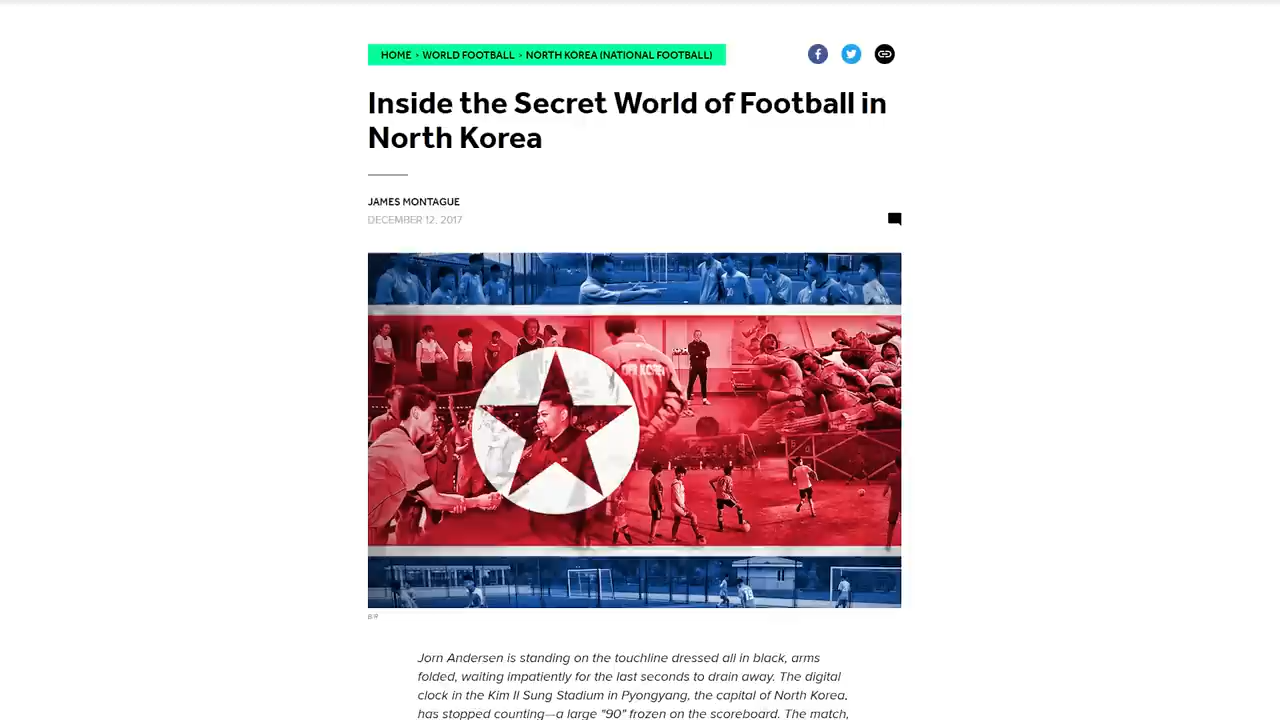 HOME > WORLD FOOTBALL > NORTH KOREA (NATIONAL FOOTBALL)
Inside the Secret World of Football in
North Korea
JAMES MONTAGUE
DECEMBER 12, 2017
B/R
Jorn Andersen is standing on the touchline dressed all in black, arms
folded, waiting impatiently for the last seconds to drain away. The digital
clock in the Kim Il Sung Stadium in Pyongyang, the capital of North Korea,
has stopped counting—a large "90" frozen on the scoreboard. The match,